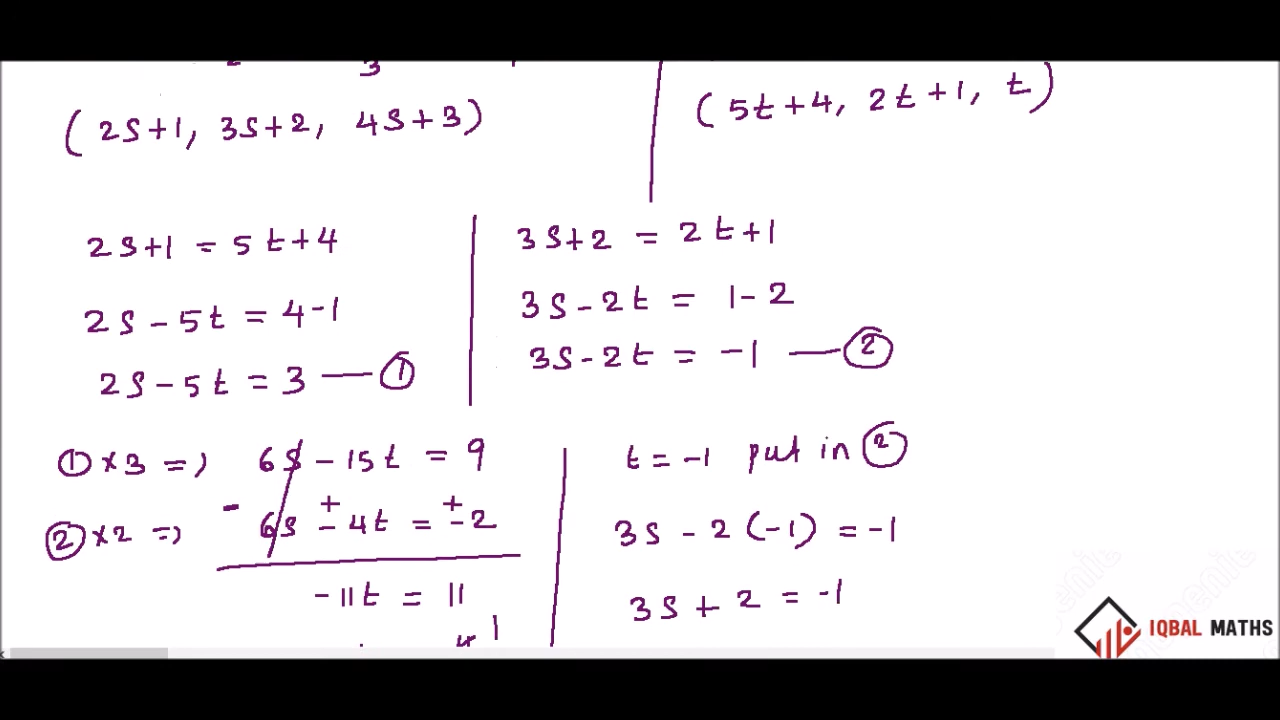 (2s+1, 3s+2, 4s+3)
(5t+4, 2t+1, t)
2s+1 = 5t+4
2s-5t = 4-1
2s-5t = 3 — ①
3s+2 = 2t+1
3s-2t = 1-2
3s-2t = -1 — ②
①×3 => 6s - 15t = 9
②×2 => 6s - 4t = -2
- + +
-11t = 11
t = -1 put in ②
3s - 2(-1) = -1
3s + 2 = -1
IQBAL MATHS